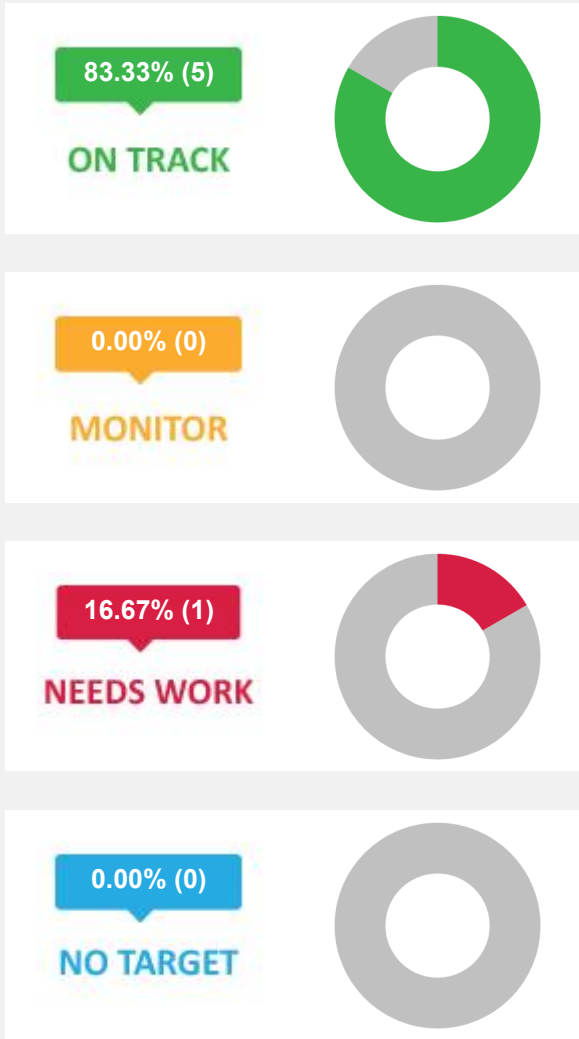 83.33% (5)
ON TRACK
0.00% (0)
MONITOR
16.67% (1)
NEEDS WORK
0.00% (0)
NO TARGET